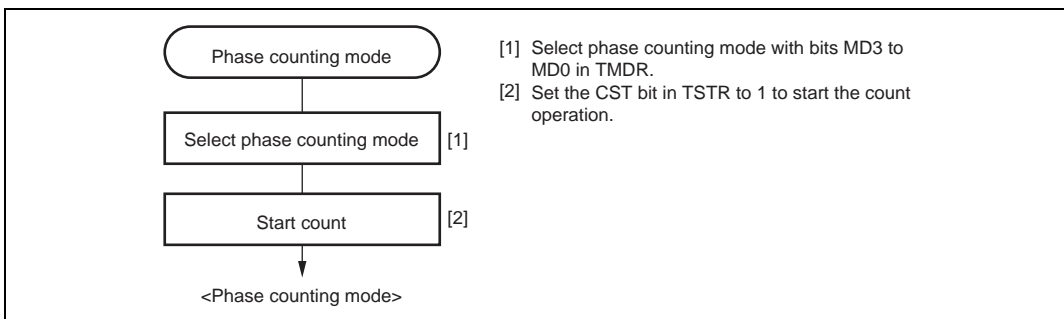 Phase counting mode
Select phase counting mode [1]
Start count [2]
<Phase counting mode>
[1] Select phase counting mode with bits MD3 to
MD0 in TMDR.
[2] Set the CST bit in TSTR to 1 to start the count
operation.